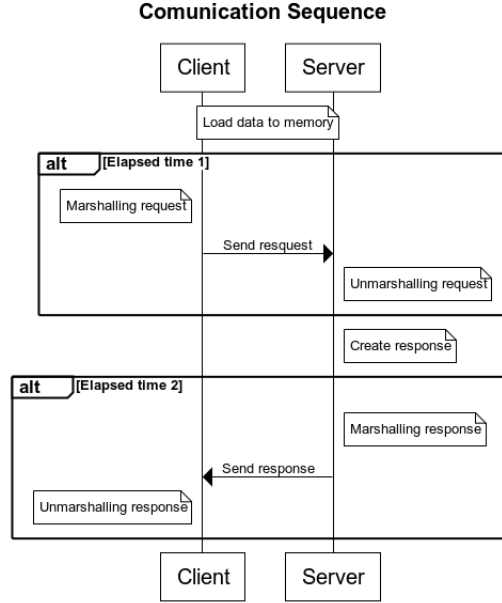 Comunication Sequence
Client Server
Load data to memory
alt [Elapsed time 1]
Marshalling request
Send resquest
Unmarshalling request
Create response
alt [Elapsed time 2]
Marshalling response
Send response
Unmarshalling response
Client Server